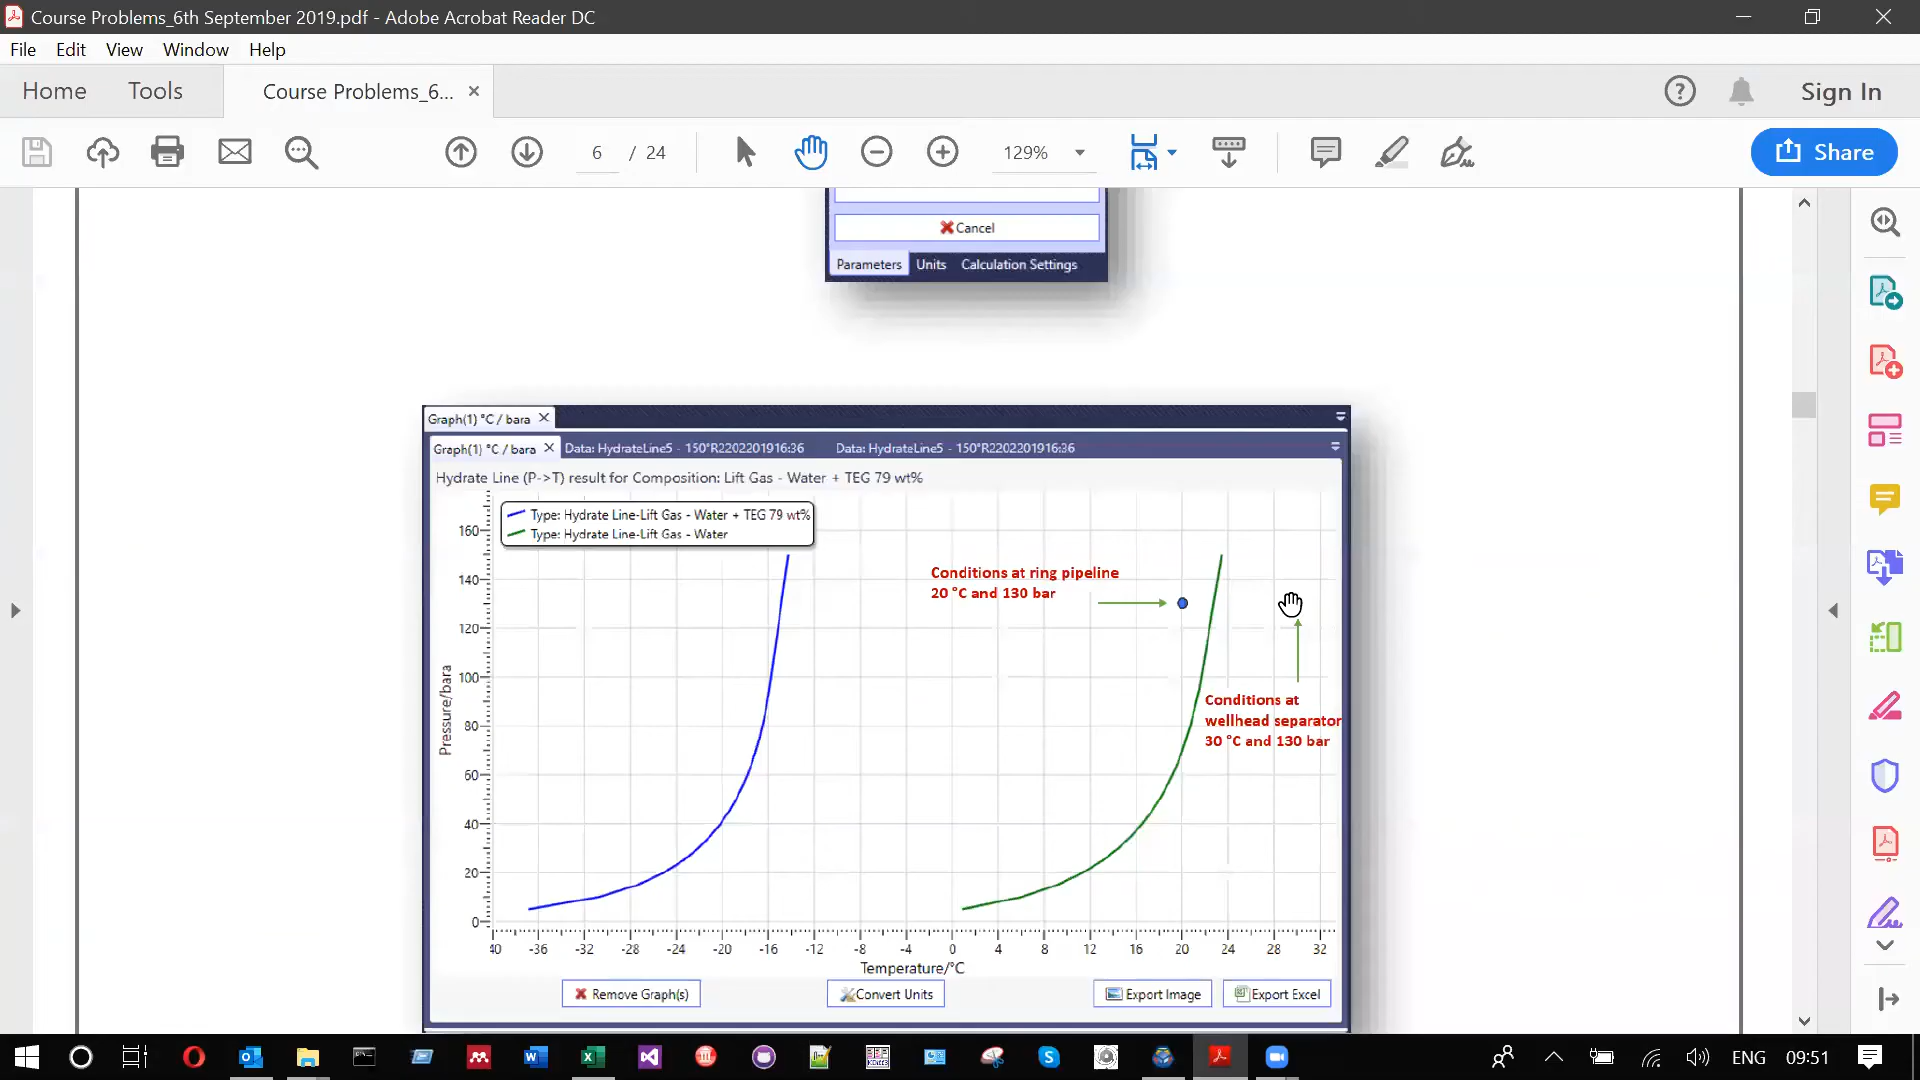 Course Problems_6th September 2019.pdf - Adobe Acrobat Reader DC
File Edit View Window Help
Home Tools Course Problems_6... × Sign In
6 / 24 129% Share
Cancel
Parameters Units Calculation Settings
Graph(1) °C / bara
Graph(1) °C / bara Data: HydrateLine5 - 150°R2202201916:36 Data: HydrateLine5 - 150°R2202201916:36
Hydrate Line (P->T) result for Composition: Lift Gas - Water + TEG 79 wt%
Type: Hydrate Line-Lift Gas - Water + TEG 79 wt%
Type: Hydrate Line-Lift Gas - Water
160
140
120
100
80
60
40
20
0
Pressure/bara
Conditions at ring pipeline
20 °C and 130 bar
Conditions at
wellhead separator
30 °C and 130 bar
40 -36 -32 -28 -24 -20 -16 -12 -8 -4 0 4 8 12 16 20 24 28 32
Temperature/°C
Remove Graph(s) Convert Units Export Image Export Excel
ENG 09:51